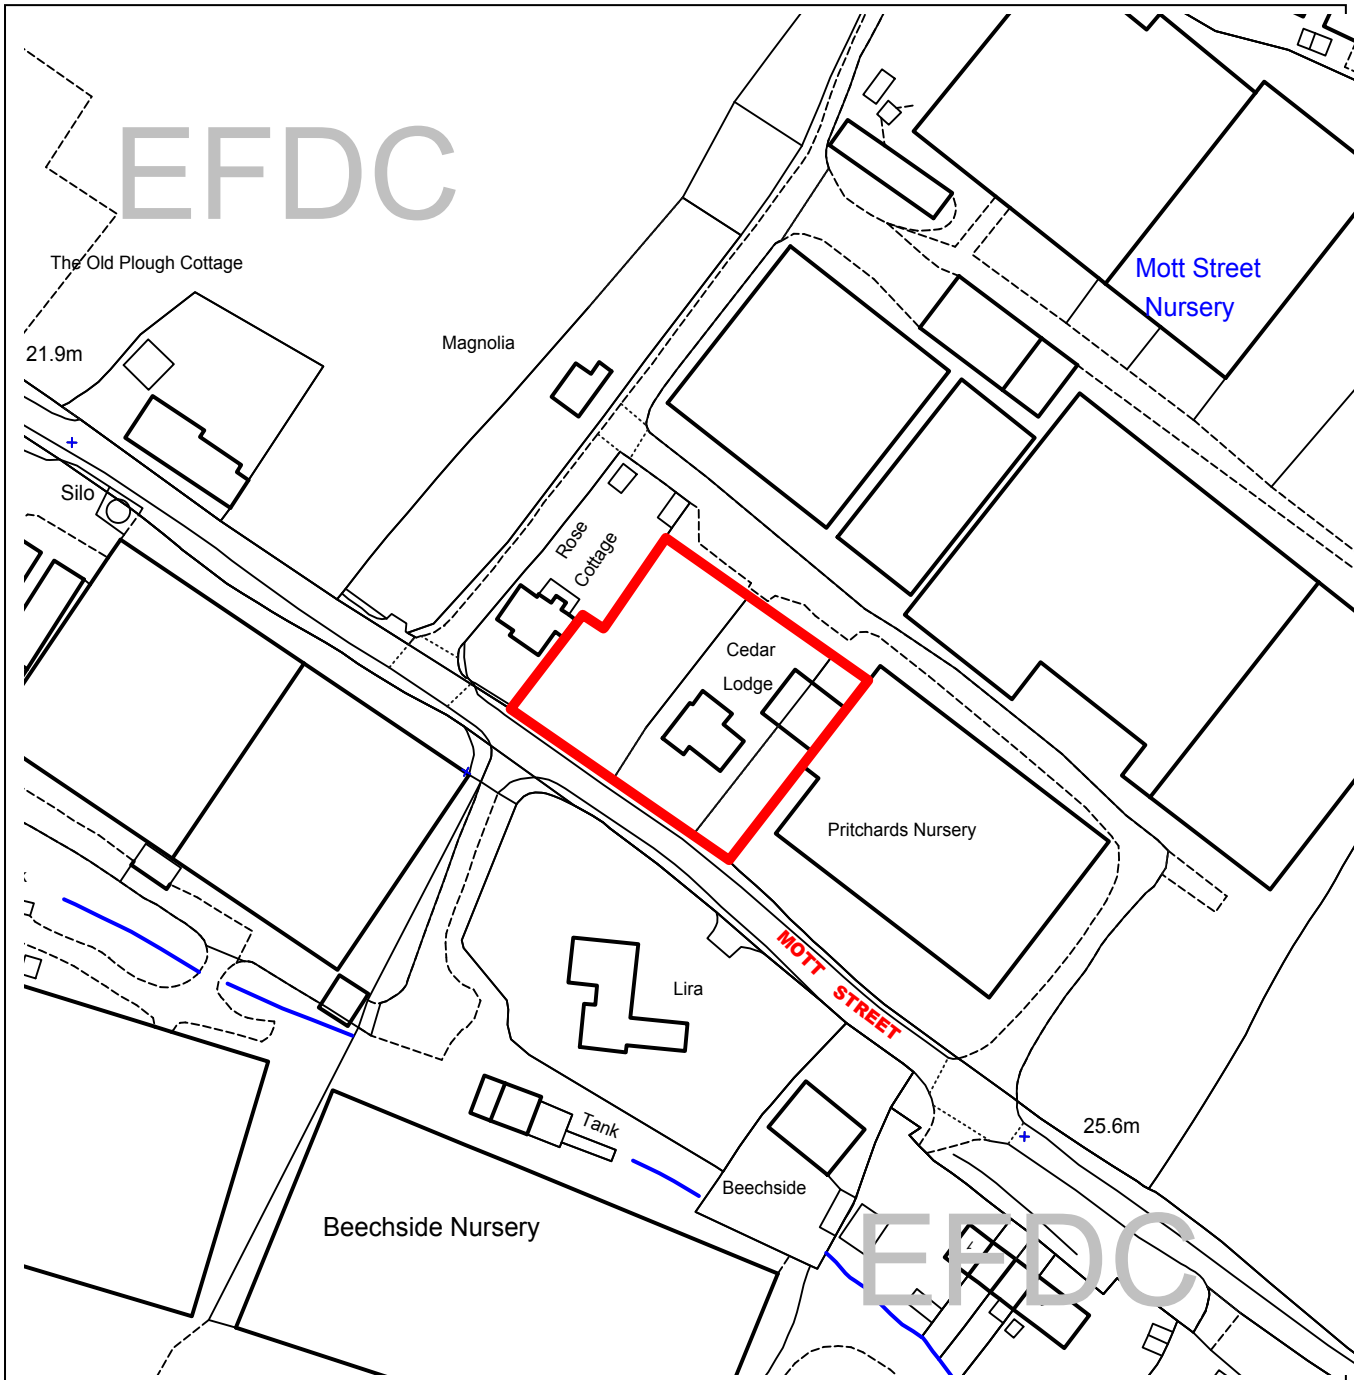 EFDC
The Old Plough Cottage
Mott Street
Nursery
Magnolia
21.9m
Silo
Rose
Cottage
Cedar
Lodge
Pritchards Nursery
MOTT STREET
Lira
Tank
25.6m
Beechside
Beechside Nursery
EFDC